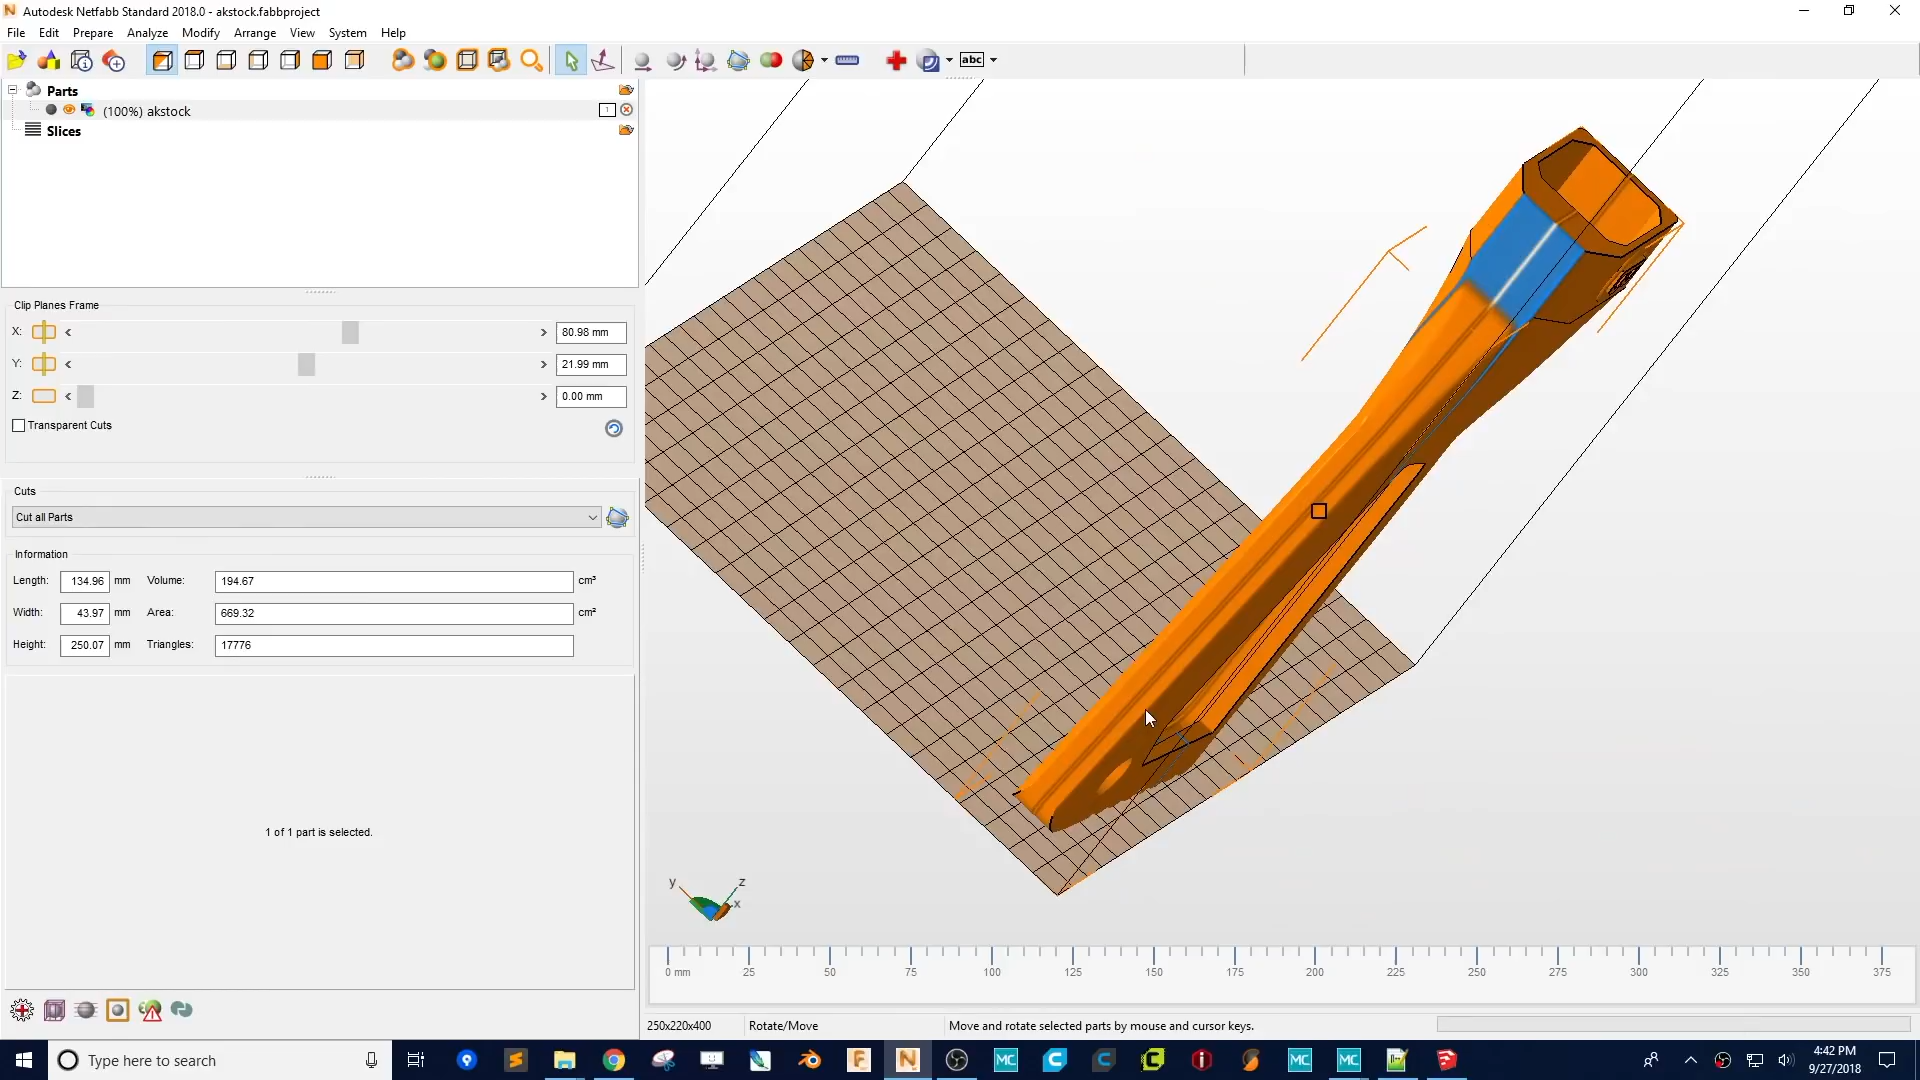 Autodesk Netfabb Standard 2018.0 - akstock.fabbproject
File Edit Prepare Analyze Modify Arrange View System Help
abc
Parts
(100%) akstock
1
Slices
Clip Planes Frame
X: < > 80.98 mm
Y: < > 21.99 mm
Z: < > 0.00 mm
Transparent Cuts
Cuts
Cut all Parts
Information
Length: 134.96 mm Volume: 194.67 cm³
Width: 43.97 mm Area: 669.32 cm²
Height: 250.07 mm Triangles: 17776
1 of 1 part is selected.
y z
x
0 mm 25 50 75 100 125 150 175 200 225 250 275 300 325 350 375
250x220x400 Rotate/Move Move and rotate selected parts by mouse and cursor keys.
Type here to search
F N MC C C C i S MC MC
4:42 PM
9/27/2018